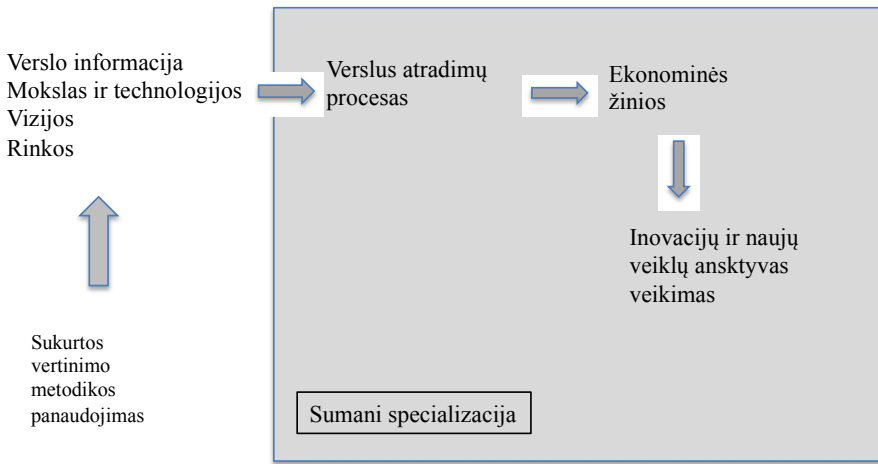 Verslo informacija
Mokslas ir technologijos
Vizijos
Rinkos
Verslus atradimų
procesas
Ekonominės
žinios
Inovacijų ir naujų
veiklų ansktyvas
veikimas
Sukurtos
vertinimo
metodikos
panaudojimas
Sumani specializacija